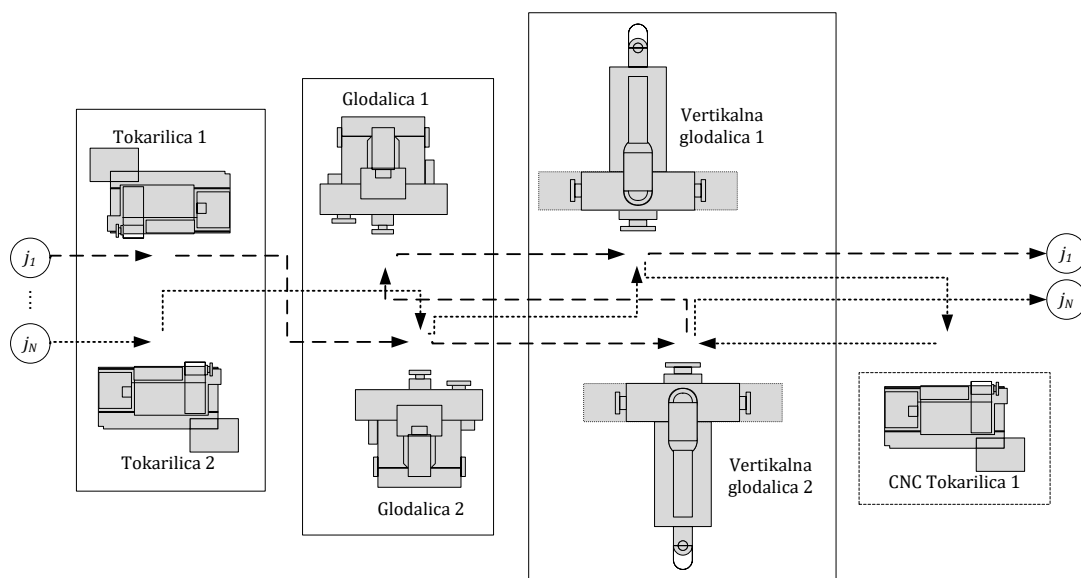 Tokarilica 1
Glodalica 1
Vertikalna
glodalica 1
j1
⋮
jN
j1
jN
Tokarilica 2
Glodalica 2
Vertikalna
glodalica 2
CNC Tokarilica 1